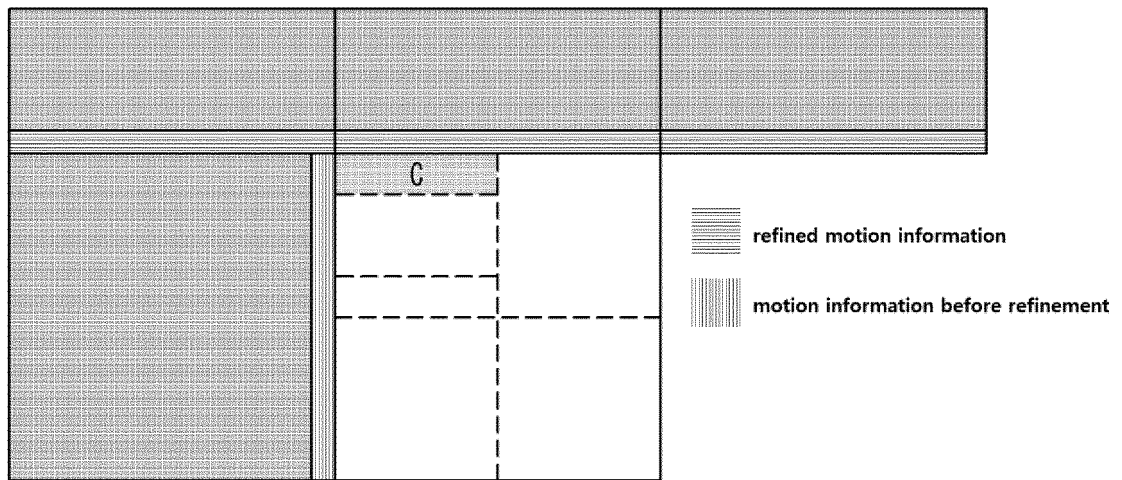 C
refined motion information
motion information before refinement